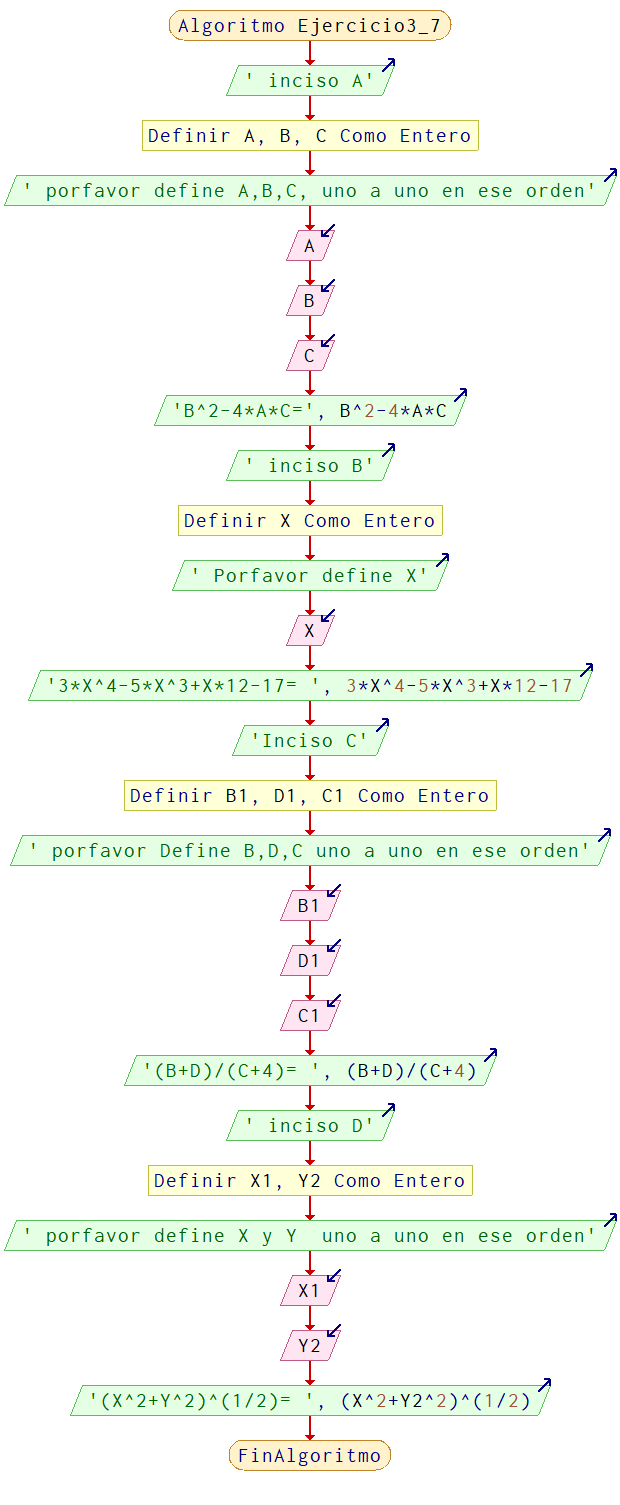 Algoritmo Ejercicio3_7
' inciso A'
Definir A, B, C Como Entero
' porfavor define A,B,C, uno a uno en ese orden'
A
B
C
'B^2-4*A*C=', B^2-4*A*C
' inciso B'
Definir X Como Entero
' Porfavor define X'
X
'3*X^4-5*X^3+X*12-17= ', 3*X^4-5*X^3+X*12-17
'Inciso C'
Definir B1, D1, C1 Como Entero
' porfavor Define B,D,C uno a uno en ese orden'
B1
D1
C1
'(B+D)/(C+4)= ', (B+D)/(C+4)
' inciso D'
Definir X1, Y2 Como Entero
' porfavor define X y Y  uno a uno en ese orden'
X1
Y2
'(X^2+Y^2)^(1/2)= ', (X^2+Y2^2)^(1/2)
FinAlgoritmo